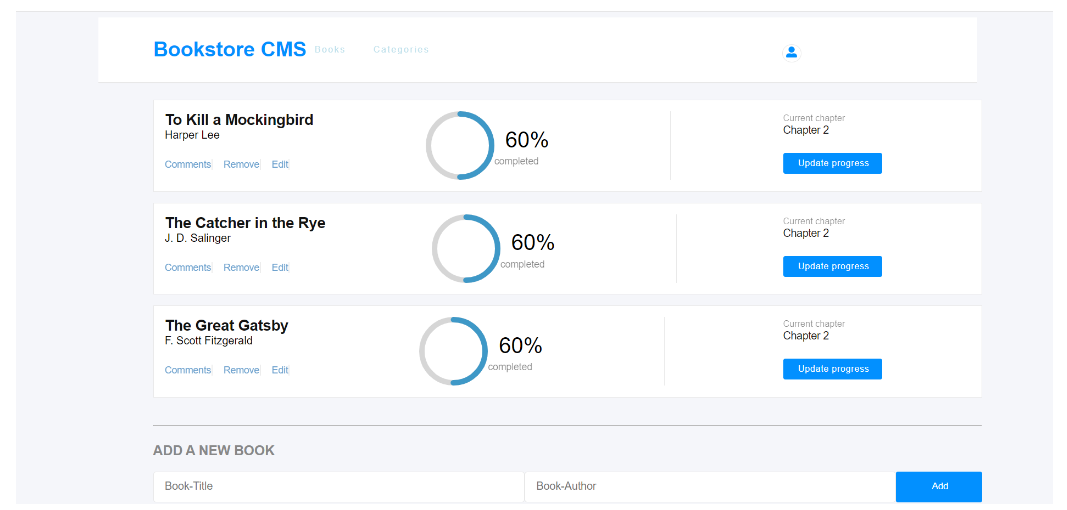 Bookstore CMS Books Categories
To Kill a Mockingbird
Harper Lee
Comments Remove Edit
60%
completed
Current chapter
Chapter 2
Update progress
The Catcher in the Rye
J. D. Salinger
Comments Remove Edit
60%
completed
Current chapter
Chapter 2
Update progress
The Great Gatsby
F. Scott Fitzgerald
Comments Remove Edit
60%
completed
Current chapter
Chapter 2
Update progress
ADD A NEW BOOK
Book-Title Book-Author Add